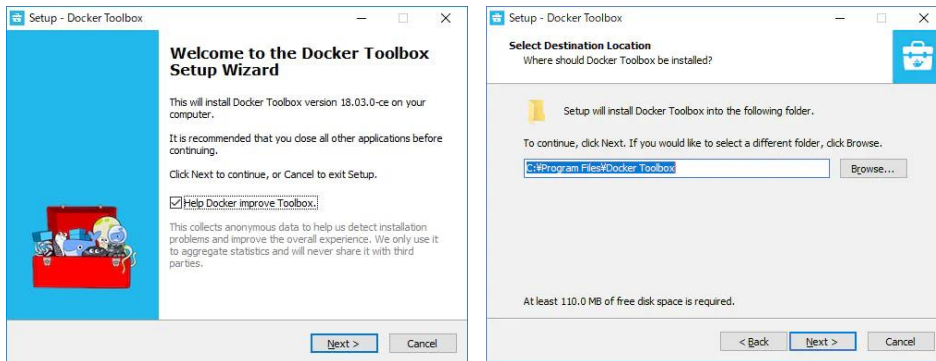 Setup - Docker Toolbox
Welcome to the Docker Toolbox
Setup Wizard
This will install Docker Toolbox version 18.03.0-ce on your
computer.
It is recommended that you close all other applications before
continuing.
Click Next to continue, or Cancel to exit Setup.
Help Docker improve Toolbox.
This collects anonymous data to help us detect installation
problems and improve the overall experience. We only use it
to aggregate statistics and will never share it with third
parties.
Next >
Cancel
Setup - Docker Toolbox
Select Destination Location
Where should Docker Toolbox be installed?
Setup will install Docker Toolbox into the following folder.
To continue, click Next. If you would like to select a different folder, click Browse.
C:¥Program Files¥Docker Toolbox
Browse...
At least 110.0 MB of free disk space is required.
< Back
Next >
Cancel